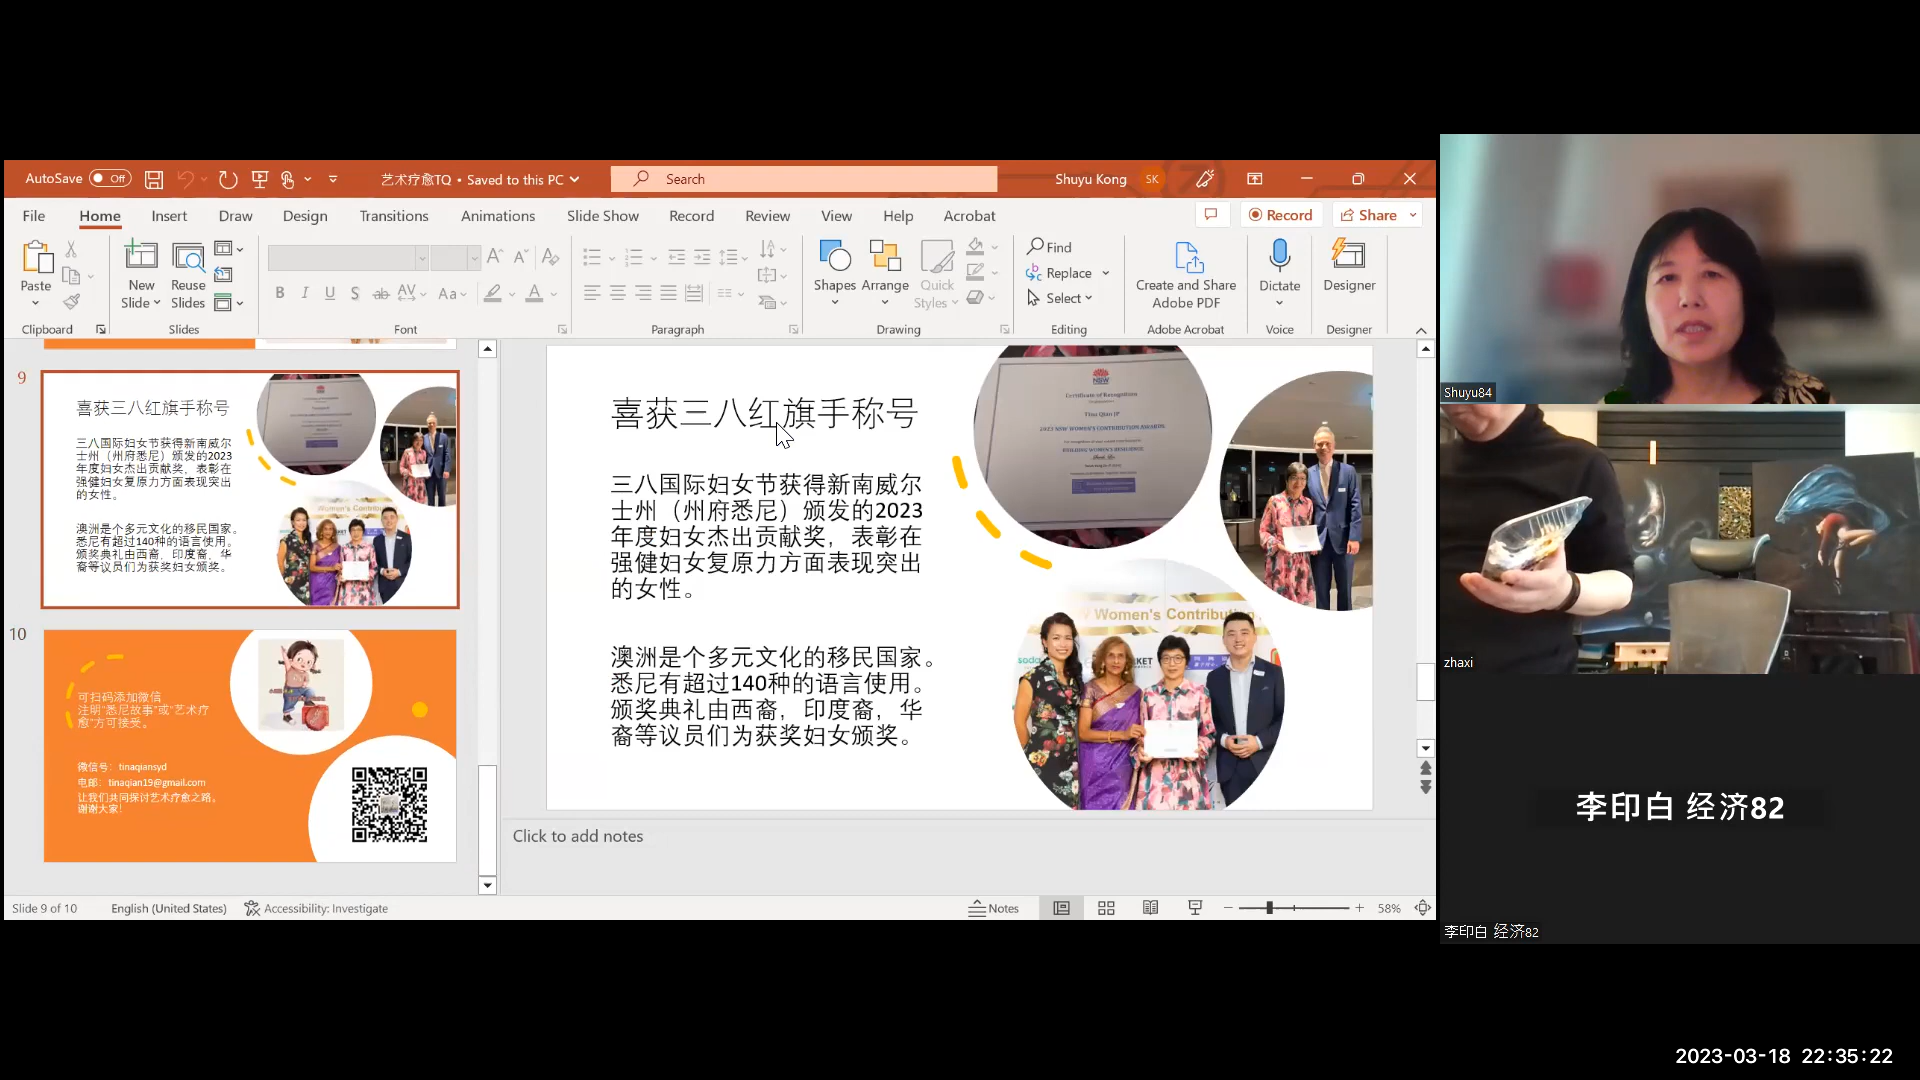 AutoSave Off
艺术疗愈TQ • Saved to this PC
Search
Shuyu Kong SK
File Home Insert Draw Design Transitions Animations Slide Show Record Review View Help Acrobat
Record Share
Paste
New Slide
Reuse Slides
B I U S ab AV Aa A
Shapes Arrange Quick Styles
Find
Replace
Select
Create and Share Adobe PDF
Dictate
Designer
Clipboard Slides Font Paragraph Drawing Editing Adobe Acrobat Voice Designer
9
喜获三八红旗手称号
三八国际妇女节获得新南威尔
士州（州府悉尼）颁发的2023
年度妇女杰出贡献奖，表彰在
强健妇女复原力方面表现突出
的女性。
澳洲是个多元文化的移民国家。
悉尼有超过140种的语言使用。
颁奖典礼由西裔，印度裔，华
裔等议员们为获奖妇女颁奖。
10
可扫码添加微信
注明“悉尼故事”或“艺术疗
愈”方可接受。
微信号：tinaqiansyd
电邮：tinaqian19@gmail.com
让我们共同探讨艺术疗愈之路。
谢谢大家!
喜获三八红旗手称号
三八国际妇女节获得新南威尔
士州（州府悉尼）颁发的2023
年度妇女杰出贡献奖，表彰在
强健妇女复原力方面表现突出
的女性。
澳洲是个多元文化的移民国家。
悉尼有超过140种的语言使用。
颁奖典礼由西裔，印度裔，华
裔等议员们为获奖妇女颁奖。
NSW
Certificate of Recognition
Tina Qian JP
2023 NSW WOMEN'S CONTRIBUTION AWARDS
Women's Contribution
Click to add notes
Slide 9 of 10
English (United States)
Accessibility: Investigate
Notes
58%
Shuyu84
zhaxi
李印白 经济82
李印白 经济82
2023-03-18 22:35:22